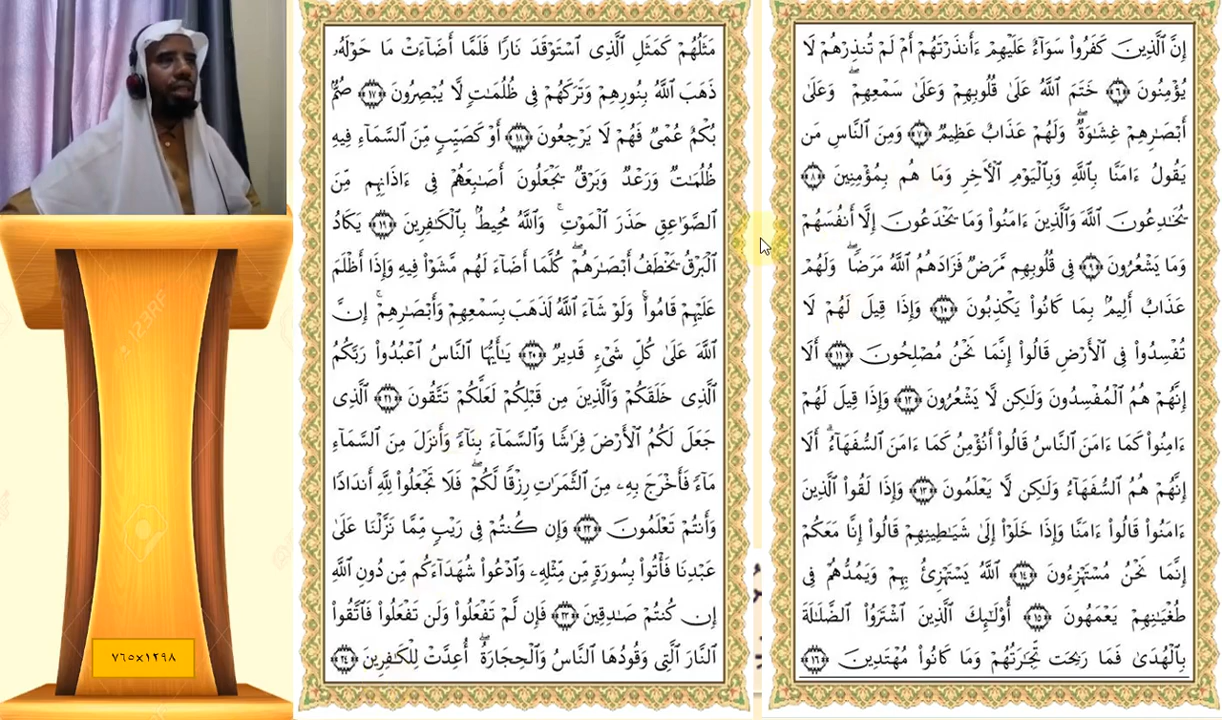 إِنَّ ٱلَّذِينَ كَفَرُوا۟ سَوَآءٌ عَلَيْهِمْ ءَأَنذَرْتَهُمْ أَمْ لَمْ تُنذِرْهُمْ لَا
يُؤْمِنُونَ ﴿٦﴾ خَتَمَ ٱللَّهُ عَلَىٰ قُلُوبِهِمْ وَعَلَىٰ سَمْعِهِمْ ۖ وَعَلَىٰ
أَبْصَـٰرِهِمْ غِشَـٰوَةٌ ۖ وَلَهُمْ عَذَابٌ عَظِيمٌ ﴿٧﴾ وَمِنَ ٱلنَّاسِ مَن
يَقُولُ ءَامَنَّا بِٱللَّهِ وَبِٱلْيَوْمِ ٱلْـَٔاخِرِ وَمَا هُم بِمُؤْمِنِينَ ﴿٨﴾
يُخَـٰدِعُونَ ٱللَّهَ وَٱلَّذِينَ ءَامَنُوا۟ وَمَا يَخْدَعُونَ إِلَّآ أَنفُسَهُمْ
وَمَا يَشْعُرُونَ ﴿٩﴾ فِى قُلُوبِهِم مَّرَضٌ فَزَادَهُمُ ٱللَّهُ مَرَضًا ۖ وَلَهُمْ
عَذَابٌ أَلِيمٌۢ بِمَا كَانُوا۟ يَكْذِبُونَ ﴿١٠﴾ وَإِذَا قِيلَ لَهُمْ لَا
تُفْسِدُوا۟ فِى ٱلْأَرْضِ قَالُوٓا۟ إِنَّمَا نَحْنُ مُصْلِحُونَ ﴿١١﴾ أَلَآ
إِنَّهُمْ هُمُ ٱلْمُفْسِدُونَ وَلَـٰكِن لَّا يَشْعُرُونَ ﴿١٢﴾ وَإِذَا قِيلَ لَهُمْ
ءَامِنُوا۟ كَمَآ ءَامَنَ ٱلنَّاسُ قَالُوٓا۟ أَنُؤْمِنُ كَمَآ ءَامَنَ ٱلسُّفَهَآءُ ۗ أَلَآ
إِنَّهُمْ هُمُ ٱلسُّفَهَآءُ وَلَـٰكِن لَّا يَعْلَمُونَ ﴿١٣﴾ وَإِذَا لَقُوا۟ ٱلَّذِينَ
ءَامَنُوا۟ قَالُوٓا۟ ءَامَنَّا وَإِذَا خَلَوْا۟ إِلَىٰ شَيَـٰطِينِهِمْ قَالُوٓا۟ إِنَّا مَعَكُمْ
إِنَّمَا نَحْنُ مُسْتَهْزِءُونَ ﴿١٤﴾ ٱللَّهُ يَسْتَهْزِئُ بِهِمْ وَيَمُدُّهُمْ فِى
طُغْيَـٰنِهِمْ يَعْمَهُونَ ﴿١٥﴾ أُو۟لَـٰٓئِكَ ٱلَّذِينَ ٱشْتَرَوُا۟ ٱلضَّلَـٰلَةَ
بِٱلْهُدَىٰ فَمَا رَبِحَت تِّجَـٰرَتُهُمْ وَمَا كَانُوا۟ مُهْتَدِينَ ﴿١٦﴾
مَثَلُهُمْ كَمَثَلِ ٱلَّذِى ٱسْتَوْقَدَ نَارًا فَلَمَّآ أَضَآءَتْ مَا حَوْلَهُۥ
ذَهَبَ ٱللَّهُ بِنُورِهِمْ وَتَرَكَهُمْ فِى ظُلُمَـٰتٍ لَّا يُبْصِرُونَ ﴿١٧﴾ صُمٌّۢ
بُكْمٌ عُمْىٌ فَهُمْ لَا يَرْجِعُونَ ﴿١٨﴾ أَوْ كَصَيِّبٍ مِّنَ ٱلسَّمَآءِ فِيهِ
ظُلُمَـٰتٌ وَرَعْدٌ وَبَرْقٌ يَجْعَلُونَ أَصَـٰبِعَهُمْ فِىٓ ءَاذَانِهِم مِّنَ
ٱلصَّوَٰعِقِ حَذَرَ ٱلْمَوْتِ ۚ وَٱللَّهُ مُحِيطٌۢ بِٱلْكَـٰفِرِينَ ﴿١٩﴾ يَكَادُ
ٱلْبَرْقُ يَخْطَفُ أَبْصَـٰرَهُمْ ۖ كُلَّمَآ أَضَآءَ لَهُم مَّشَوْا۟ فِيهِ وَإِذَآ أَظْلَمَ
عَلَيْهِمْ قَامُوا۟ ۚ وَلَوْ شَآءَ ٱللَّهُ لَذَهَبَ بِسَمْعِهِمْ وَأَبْصَـٰرِهِمْ ۚ إِنَّ
ٱللَّهَ عَلَىٰ كُلِّ شَىْءٍ قَدِيرٌ ﴿٢٠﴾ يَـٰٓأَيُّهَا ٱلنَّاسُ ٱعْبُدُوا۟ رَبَّكُمُ
ٱلَّذِى خَلَقَكُمْ وَٱلَّذِينَ مِن قَبْلِكُمْ لَعَلَّكُمْ تَتَّقُونَ ﴿٢١﴾ ٱلَّذِى
جَعَلَ لَكُمُ ٱلْأَرْضَ فِرَٰشًا وَٱلسَّمَآءَ بِنَآءً وَأَنزَلَ مِنَ ٱلسَّمَآءِ
مَآءً فَأَخْرَجَ بِهِۦ مِنَ ٱلثَّمَرَٰتِ رِزْقًا لَّكُمْ ۖ فَلَا تَجْعَلُوا۟ لِلَّهِ أَندَادًا
وَأَنتُمْ تَعْلَمُونَ ﴿٢٢﴾ وَإِن كُنتُمْ فِى رَيْبٍ مِّمَّا نَزَّلْنَا عَلَىٰ
عَبْدِنَا فَأْتُوا۟ بِسُورَةٍ مِّن مِّثْلِهِۦ وَٱدْعُوا۟ شُهَدَآءَكُم مِّن دُونِ ٱللَّهِ
إِن كُنتُمْ صَـٰدِقِينَ ﴿٢٣﴾ فَإِن لَّمْ تَفْعَلُوا۟ وَلَن تَفْعَلُوا۟ فَٱتَّقُوا۟
ٱلنَّارَ ٱلَّتِى وَقُودُهَا ٱلنَّاسُ وَٱلْحِجَارَةُ ۖ أُعِدَّتْ لِلْكَـٰفِرِينَ ﴿٢٤﴾
٧٦٥x١٢٩٨